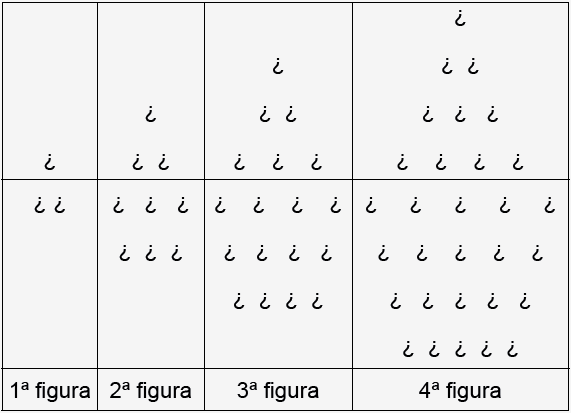 ¿
¿ ¿ ¿
¿ ¿ ¿ ¿ ¿ ¿
¿ ¿ ¿ ¿ ¿ ¿ ¿ ¿ ¿ ¿
¿ ¿ ¿ ¿ ¿ ¿ ¿ ¿ ¿ ¿ ¿ ¿ ¿ ¿
¿ ¿ ¿ ¿ ¿ ¿ ¿ ¿ ¿ ¿ ¿ ¿
¿ ¿ ¿ ¿ ¿ ¿ ¿ ¿ ¿
¿ ¿ ¿ ¿ ¿
1ª figura 2ª figura 3ª figura 4ª figura